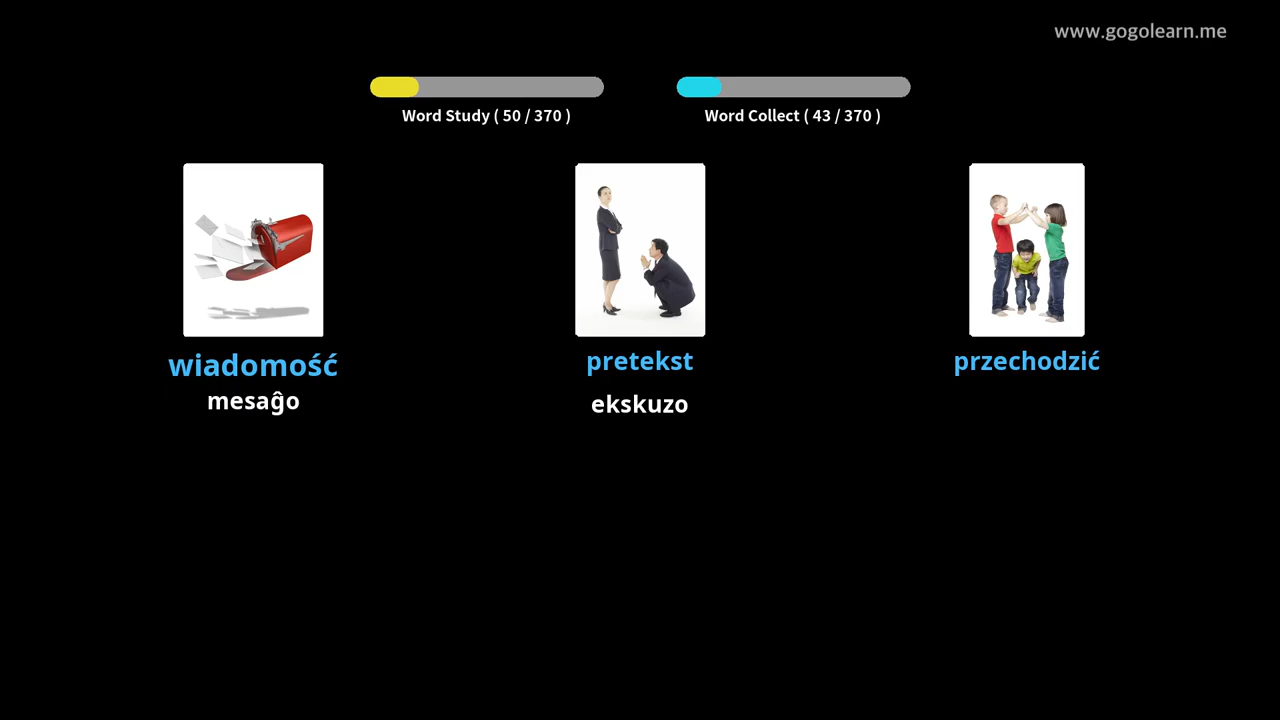 www.gogolearn.me
Word Study ( 50 / 370 )
Word Collect ( 43 / 370 )
wiadomość
pretekst
przechodzić
mesaĝo
ekskuzo